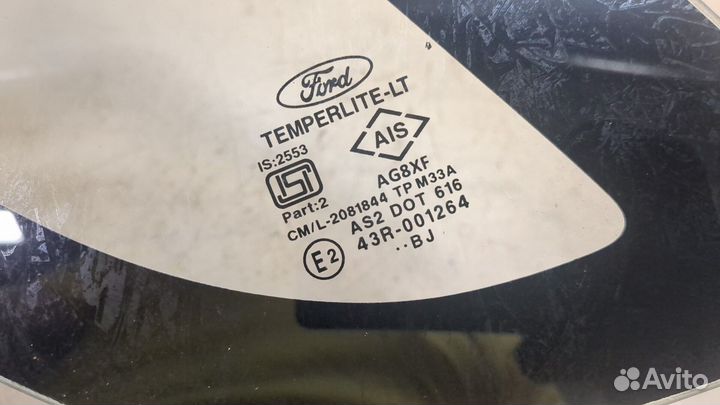 Ford
TEMPERLITE-LT
IS:2553
ISI
AIS
Part:2
AG8XF
CM/L-2081844 TP M33A
AS2 DOT 616
43R-001264
E2
..BJ
Avito